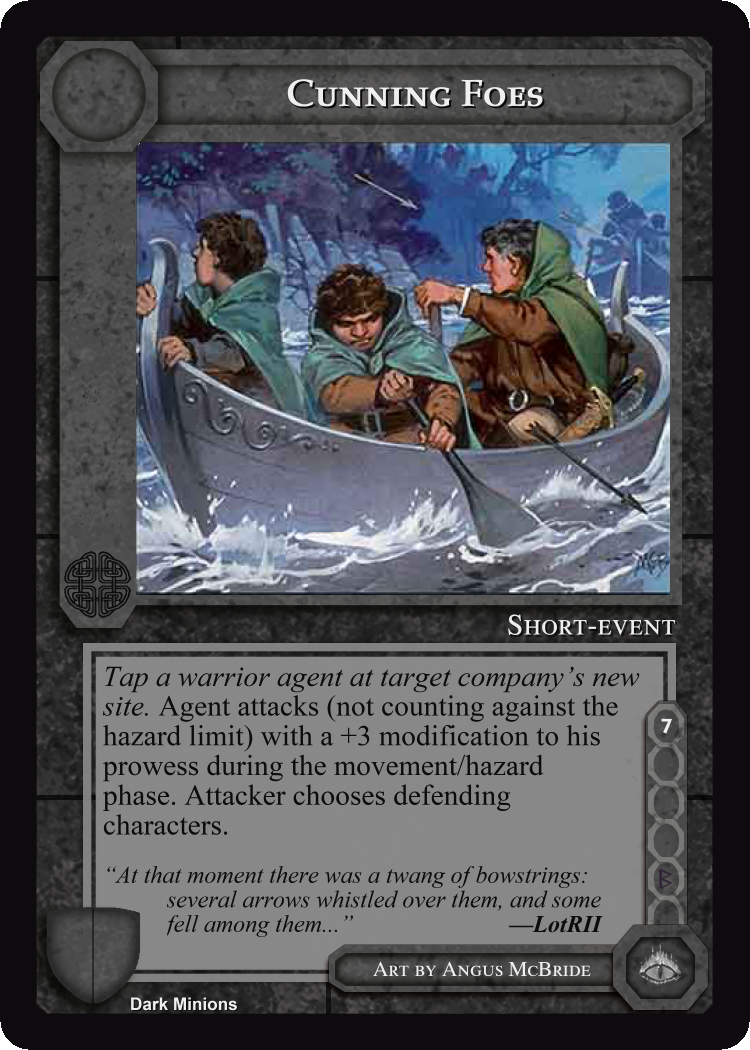 Cunning Foes
Short-event
Tap a warrior agent at target company's new
site. Agent attacks (not counting against the
hazard limit) with a +3 modification to his
prowess during the movement/hazard
phase. Attacker chooses defending
characters.
7
B
“At that moment there was a twang of bowstrings:
several arrows whistled over them, and some
fell among them...”
—LotRII
Art by Angus McBride
Dark Minions